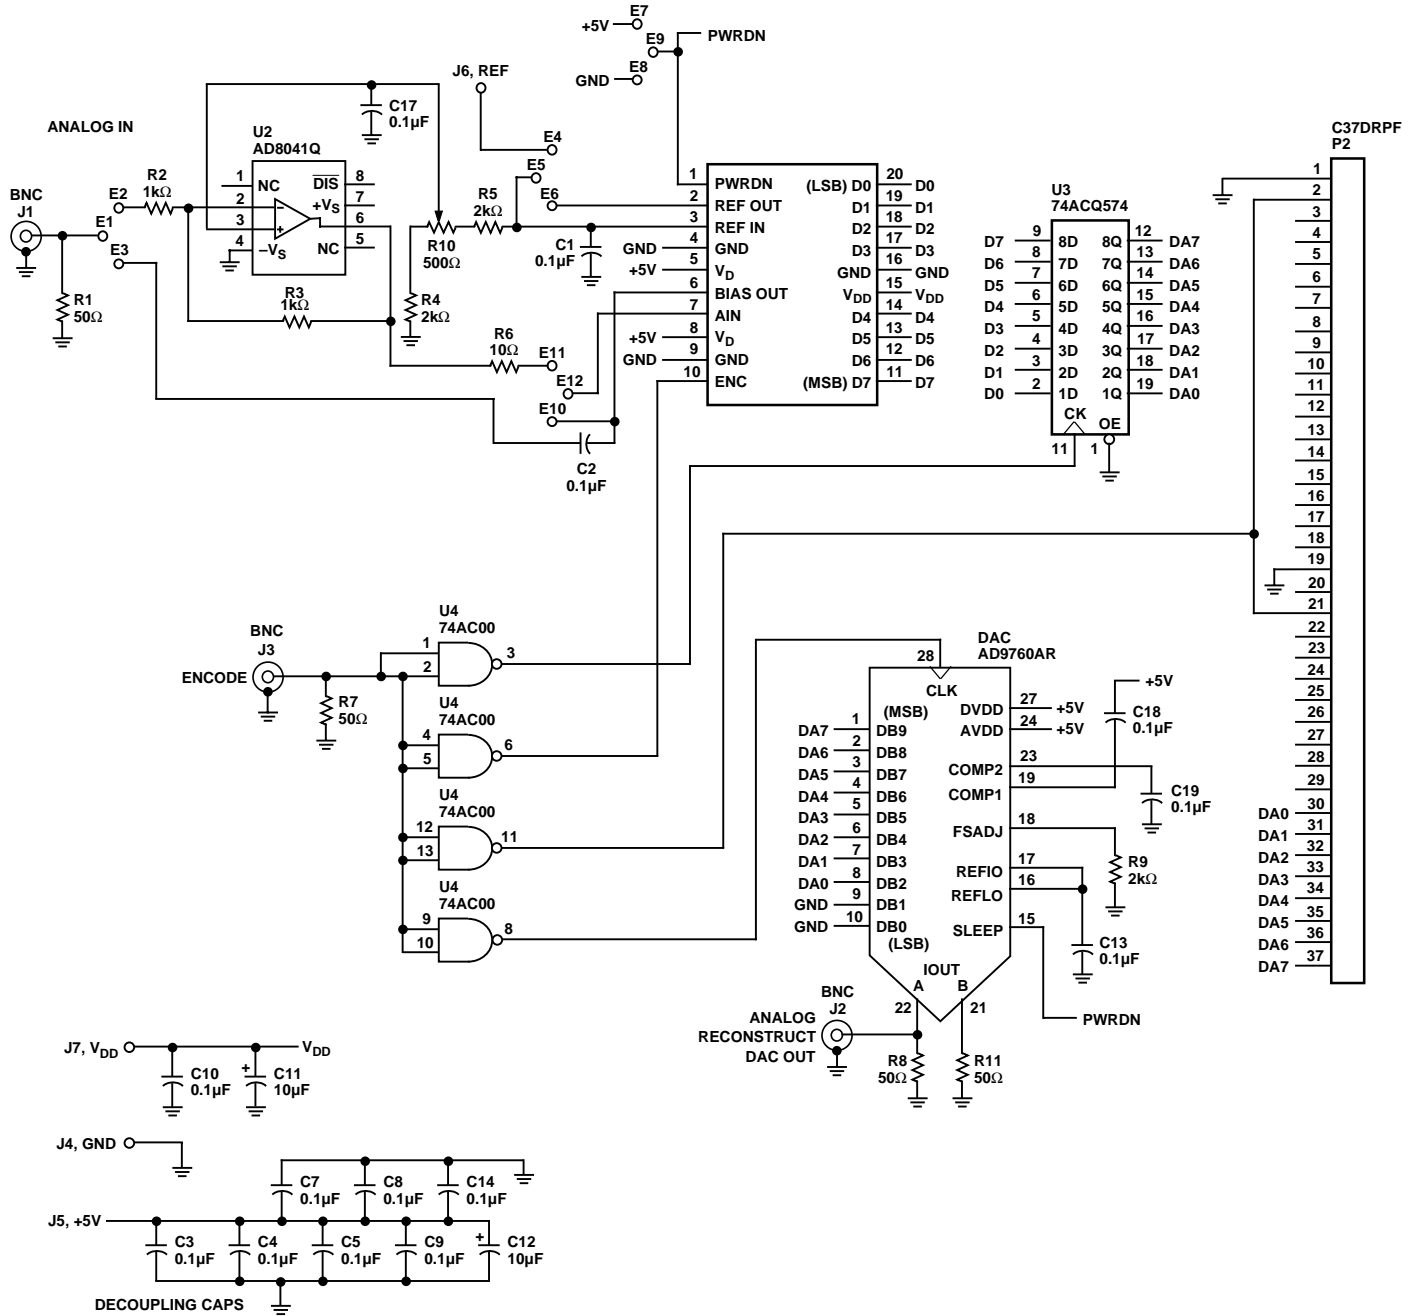 ANALOG IN
BNC
J1
E2
E1
E3
R1
50Ω
R2
1kΩ
U2
AD8041Q
1
NC
2
3
4
–VS
DIS
8
+VS
7
6
NC
5
–
+
R3
1kΩ
C17
0.1µF
J6, REF
E4
E5
E6
R5
2kΩ
R10
500Ω
R4
2kΩ
C1
0.1µF
R6
10Ω
E11
E12
E10
C2
0.1µF
+5V
E7
E9
PWRDN
GND
E8
1 PWRDN
2 REF OUT
3 REF IN
GND 4 GND
+5V 5 VD
6 BIAS OUT
7 AIN
+5V 8 VD
GND 9 GND
10 ENC
(LSB) D0 20 D0
D1 19 D1
D2 18 D2
D3 17 D3
GND 16 GND
VDD 15 VDD
D4 14 D4
D5 13 D5
D6 12 D6
(MSB) D7 11 D7
U3
74ACQ574
D7 9 8D 8Q 12 DA7
D6 8 7D 7Q 13 DA6
D5 7 6D 6Q 14 DA5
D4 6 5D 5Q 15 DA4
D3 5 4D 4Q 16 DA3
D2 4 3D 3Q 17 DA2
D1 3 2D 2Q 18 DA1
D0 2 1D 1Q 19 DA0
CK
OE
11
1
C37DRPF
P2
1
2
3
4
5
6
7
8
9
10
11
12
13
14
15
16
17
18
19
20
21
22
23
24
25
26
27
28
29
DA0 30
DA1 31
DA2 32
DA3 33
DA4 34
DA5 35
DA6 36
DA7 37
BNC
J3
ENCODE
R7
50Ω
U4
74AC00
1
2
3
U4
74AC00
4
5
6
U4
74AC00
12
13
11
U4
74AC00
9
10
8
DAC
AD9760AR
28
CLK
(MSB)
DA7 1 DB9
DA6 2 DB8
DA5 3 DB7
DA4 4 DB6
DA3 5 DB5
DA2 6 DB4
DA1 7 DB3
DA0 8 DB2
GND 9 DB1
GND 10 DB0
(LSB)
DVDD 27 +5V
AVDD 24 +5V
COMP2 23
COMP1 19
FSADJ 18
REFIO 17
REFLO 16
SLEEP 15
IOUT
A
B
22
21
+5V
C18
0.1µF
C19
0.1µF
R9
2kΩ
C13
0.1µF
PWRDN
BNC
J2
ANALOG
RECONSTRUCT
DAC OUT
R8
50Ω
R11
50Ω
J7, VDD
VDD
C10
0.1µF
+
C11
10µF
J4, GND
C7
0.1µF
C8
0.1µF
C14
0.1µF
J5, +5V
C3
0.1µF
C4
0.1µF
C5
0.1µF
C9
0.1µF
+
C12
10µF
DECOUPLING CAPS